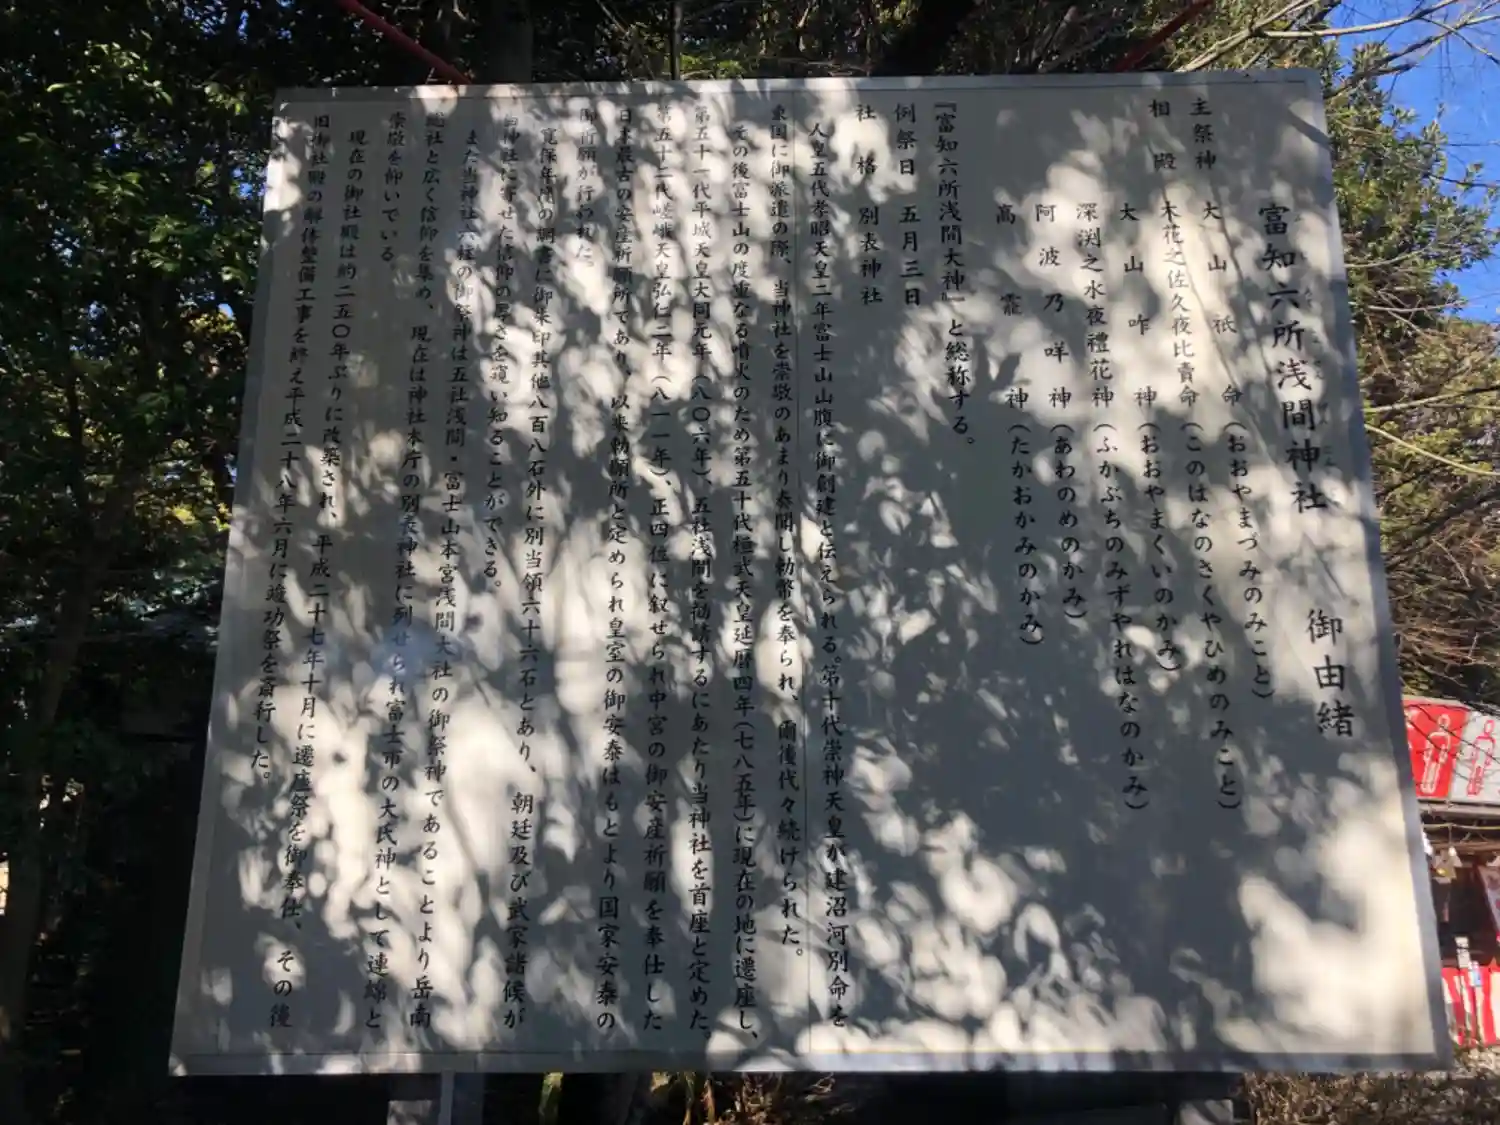 富知六所浅間神社　御由緒
主祭神　大山祇命（おおやまづみのみこと）
相殿　木花之佐久夜比賣命（このはなのさくやひめのみこと）
大山咋神（おおやまくいのかみ）
深渕之水夜禮花神（ふかぶちのみずやれはなのかみ）
阿波乃咩神（あわのめのかみ）
高龗神（たかおかみのかみ）
『富知六所浅間大神』と総称する。
例祭日　五月三日
社格　別表神社
人皇五代孝昭天皇二年富士山山腹に御創建と伝えられる。第十代崇神天皇が建沼河別命を
東国に御派遣の際、当神社を崇敬のあまり奏聞し勅幣を奉られ、爾後代々続けられた。
その後富士山の度重なる噴火のため第五十代桓武天皇延暦四年（七八五年）に現在の地に遷座し、
第五十一代平城天皇大同元年（八〇六年）、五社浅間を勧請するにあたり当神社を首座と定めた。
第五十二代嵯峨天皇弘仁二年（八一一年）、正四位に叙せられ中宮の御安産祈願を奉仕した
日本最古の安産祈願所であり、以来勅願所と定められ皇室の御安泰はもとより国家安泰の
御祈願が行われた。
寛保年間の調書に御朱印其他八百八石外に別当領六十六石とあり、朝廷及び武家諸候が
当神社に寄せた信仰の厚さを窺い知ることができる。
また当神社六柱の御祭神は五社浅間・富士山本宮浅間大社の御祭神であることより岳南
総社と広く信仰を集め、現在は神社本庁の別表神社に列せられ富士市の大氏神として連綿と
崇敬を仰いでいる。
現在の御社殿は約二五〇年ぶりに改築され、平成二十七年十月に遷座祭を御奉仕、その後
旧御社殿の解体整備工事を終え平成二十八年六月に竣功祭を斎行した。